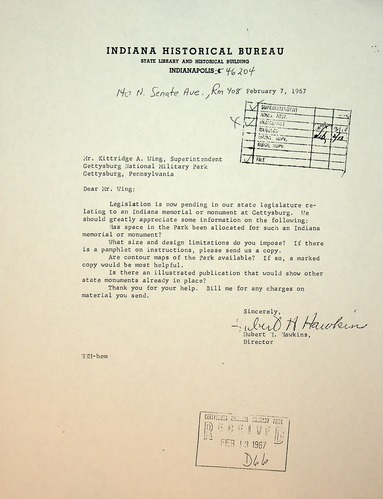 INDIANA HISTORICAL BUREAU
STATE LIBRARY AND HISTORICAL BUILDING
INDIANAPOLIS 46204
140 N. Senate Ave., Rm 408 February 7, 1967
SUPERINTENDENT
FILE
Mr. Kittridge A. Wing, Superintendent
Gettysburg National Military Park
Gettysburg, Pennsylvania
Dear Mr. Wing:
Legislation is now pending in our state legislature re-
lating to an Indiana memorial or monument at Gettysburg. We
should greatly appreciate some information on the following:
Has space in the Park been allocated for such an Indiana
memorial or monument?
What size and design limitations do you impose? If there
is a pamphlet on instructions, please send us a copy.
Are contour maps of the Park available? If so, a marked
copy would be most helpful.
Is there an illustrated publication that would show other
state monuments already in place?
Thank you for your help. Bill me for any charges on
material you send.
Sincerely,
Hubert H Hawkins
Hubert H. Hawkins,
Director
HHH-hem
RECEIVED
FEB 13 1967
D66